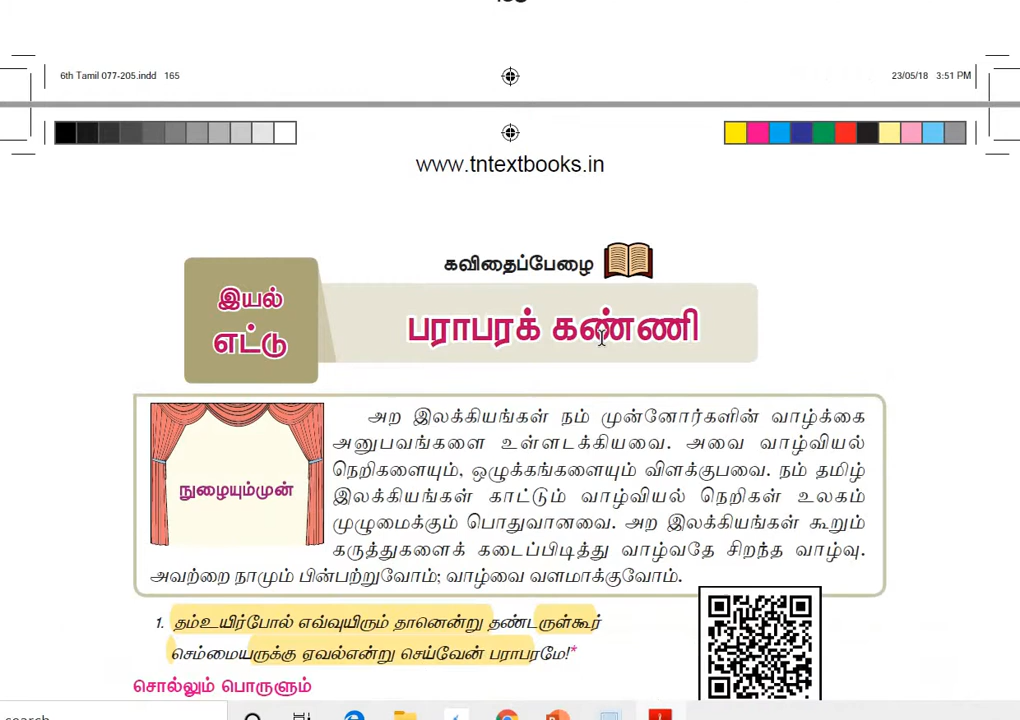 6th Tamil 077-205.indd 165
23/05/18 3:51 PM
www.tntextbooks.in
கவிதைப்பேழை
இயல்
எட்டு
பராபரக் கண்ணி
நுழையும்முன்
அற இலக்கியங்கள் நம் முன்னோர்களின் வாழ்க்கை
அனுபவங்களை உள்ளடக்கியவை. அவை வாழ்வியல்
நெறிகளையும், ஒழுக்கங்களையும் விளக்குபவை. நம் தமிழ்
இலக்கியங்கள் காட்டும் வாழ்வியல் நெறிகள் உலகம்
முழுமைக்கும் பொதுவானவை. அற இலக்கியங்கள் கூறும்
கருத்துகளைக் கடைப்பிடித்து வாழ்வதே சிறந்த வாழ்வு.
அவற்றை நாமும் பின்பற்றுவோம்; வாழ்வை வளமாக்குவோம்.
1. தம்உயிர்போல் எவ்வுயிரும் தானென்று தண்டருள்கூர்
செம்மையருக்கு ஏவல்என்று செய்வேன் பராபரமே!*
சொல்லும் பொருளும்